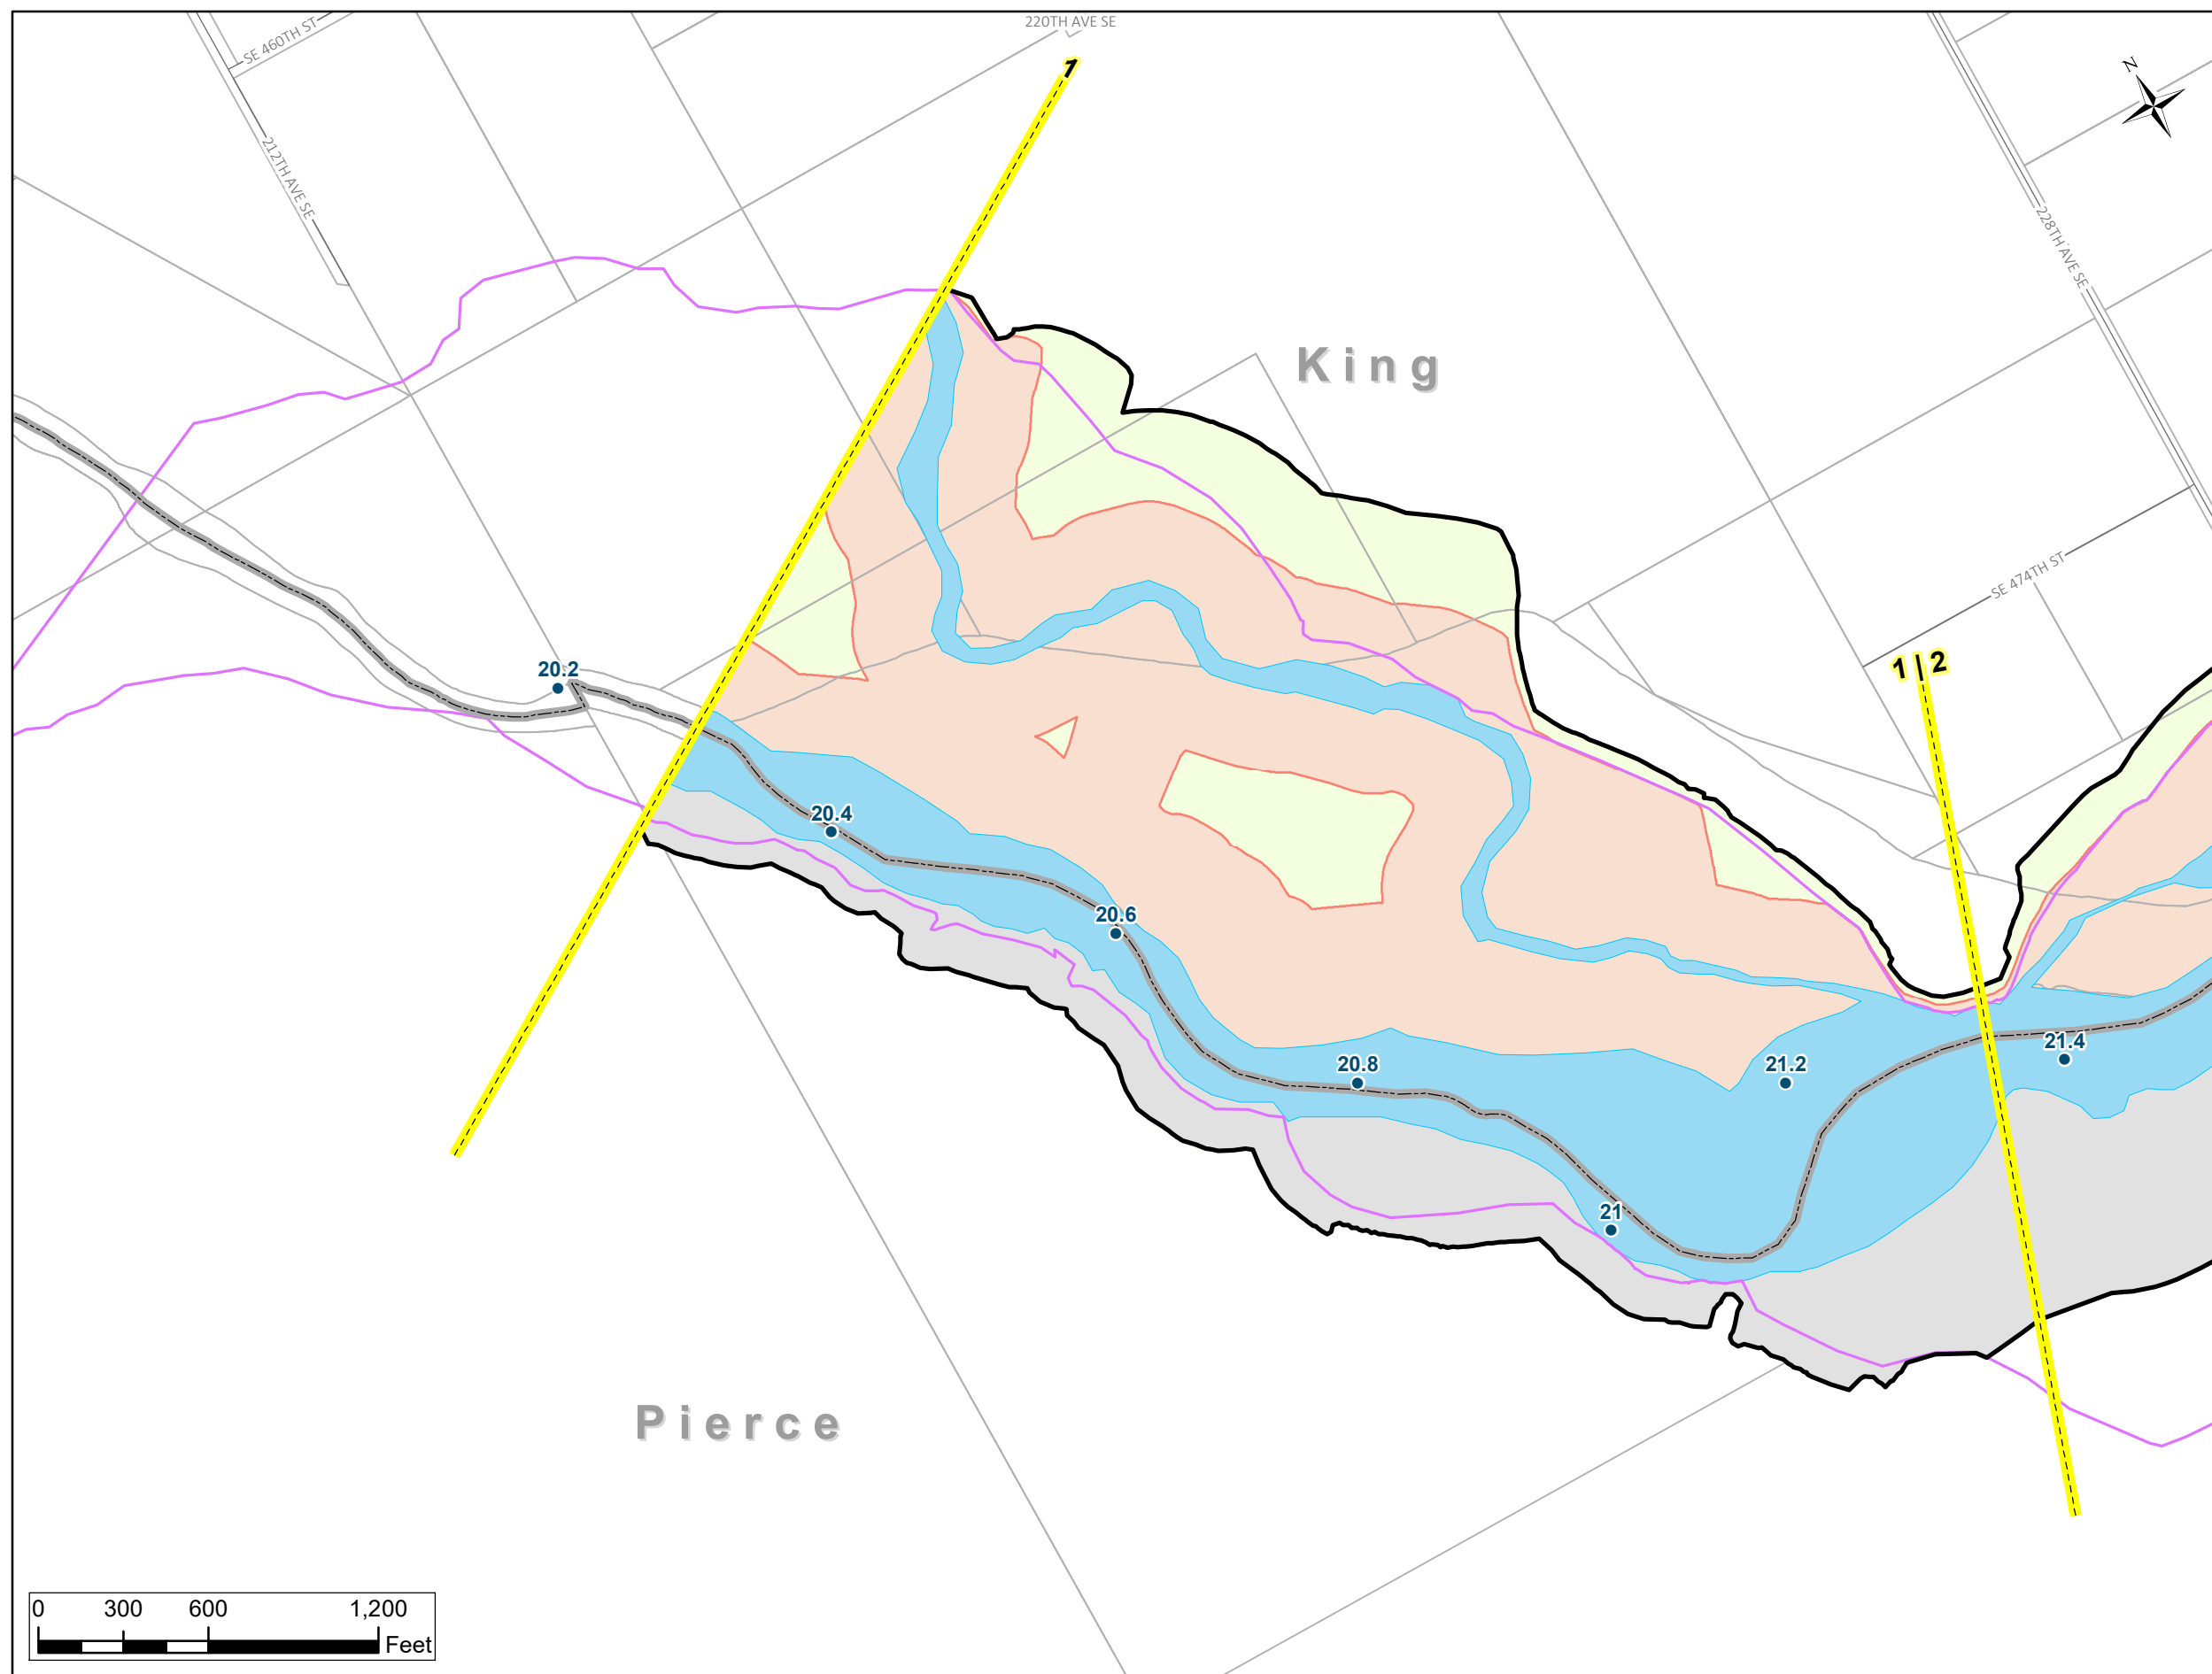 220TH AVE SE
SE 460TH ST
1
N
212TH AVE SE
228TH AVE SE
King
SE 474TH ST
1 | 2
20.2
20.4
20.6
21.4
20.8
21.2
21
Pierce
0 300 600 1,200
Feet